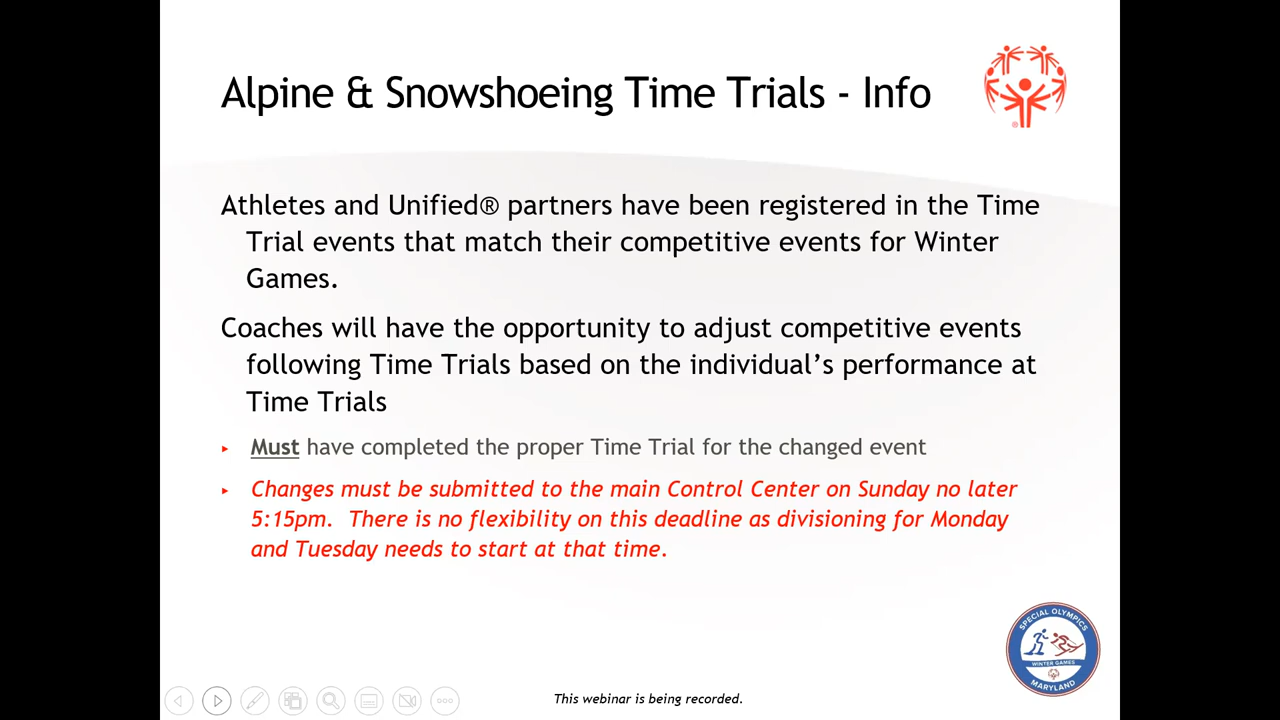 Alpine & Snowshoeing Time Trials - Info
Athletes and Unified® partners have been registered in the Time
Trial events that match their competitive events for Winter
Games.
Coaches will have the opportunity to adjust competitive events
following Time Trials based on the individual’s performance at
Time Trials
Must have completed the proper Time Trial for the changed event
Changes must be submitted to the main Control Center on Sunday no later
5:15pm. There is no flexibility on this deadline as divisioning for Monday
and Tuesday needs to start at that time.
SPECIAL OLYMPICS
WINTER GAMES
MARYLAND
This webinar is being recorded.